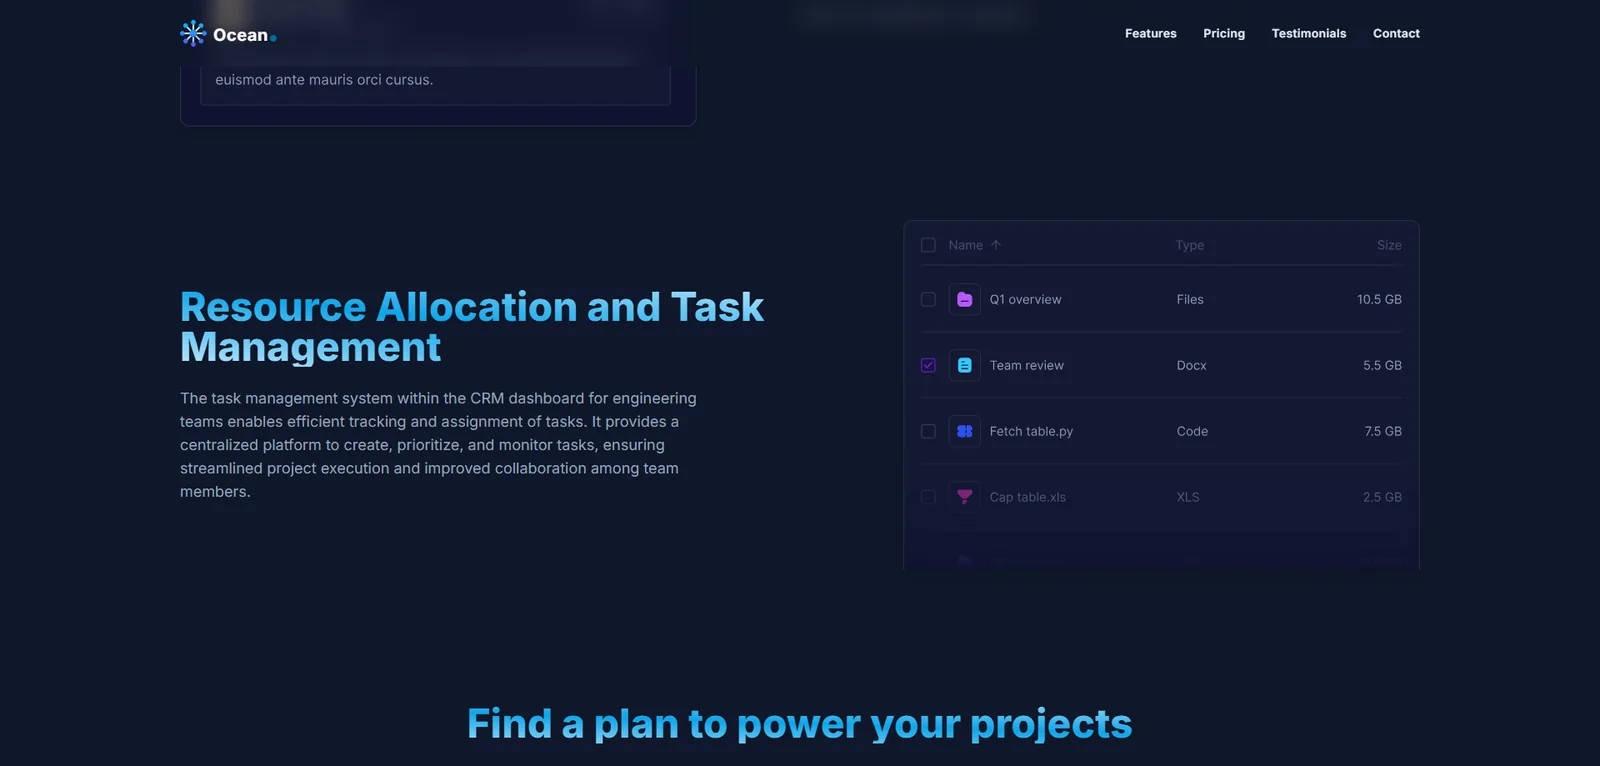 Ocean.
Features Pricing Testimonials Contact
euismod ante mauris orci cursus.
Resource Allocation and Task
Management
The task management system within the CRM dashboard for engineering
teams enables efficient tracking and assignment of tasks. It provides a
centralized platform to create, prioritize, and monitor tasks, ensuring
streamlined project execution and improved collaboration among team
members.
Name ↑ Type Size
Q1 overview Files 10.5 GB
Team review Docx 5.5 GB
Fetch table.py Code 7.5 GB
Cap table.xls XLS 2.5 GB
Find a plan to power your projects